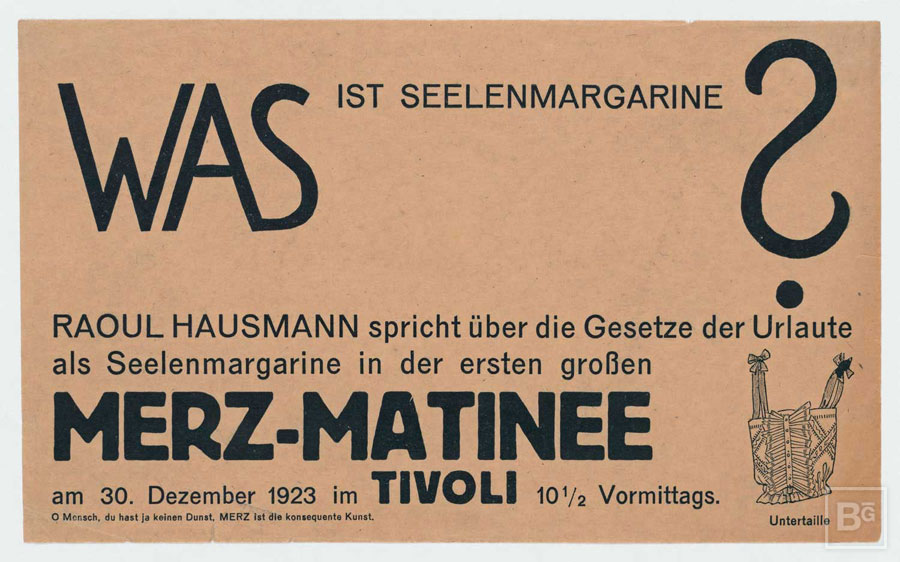 WAS IST SEELENMARGARINE ?
RAOUL HAUSMANN spricht über die Gesetze der Urlaute
als Seelenmargarine in der ersten großen
MERZ-MATINEE
am 30. Dezember 1923 im TIVOLI 10 1/2 Vormittags.
O Mensch, du hast ja keinen Dunst, MERZ ist die konsequente Kunst.
Untertaille
BG